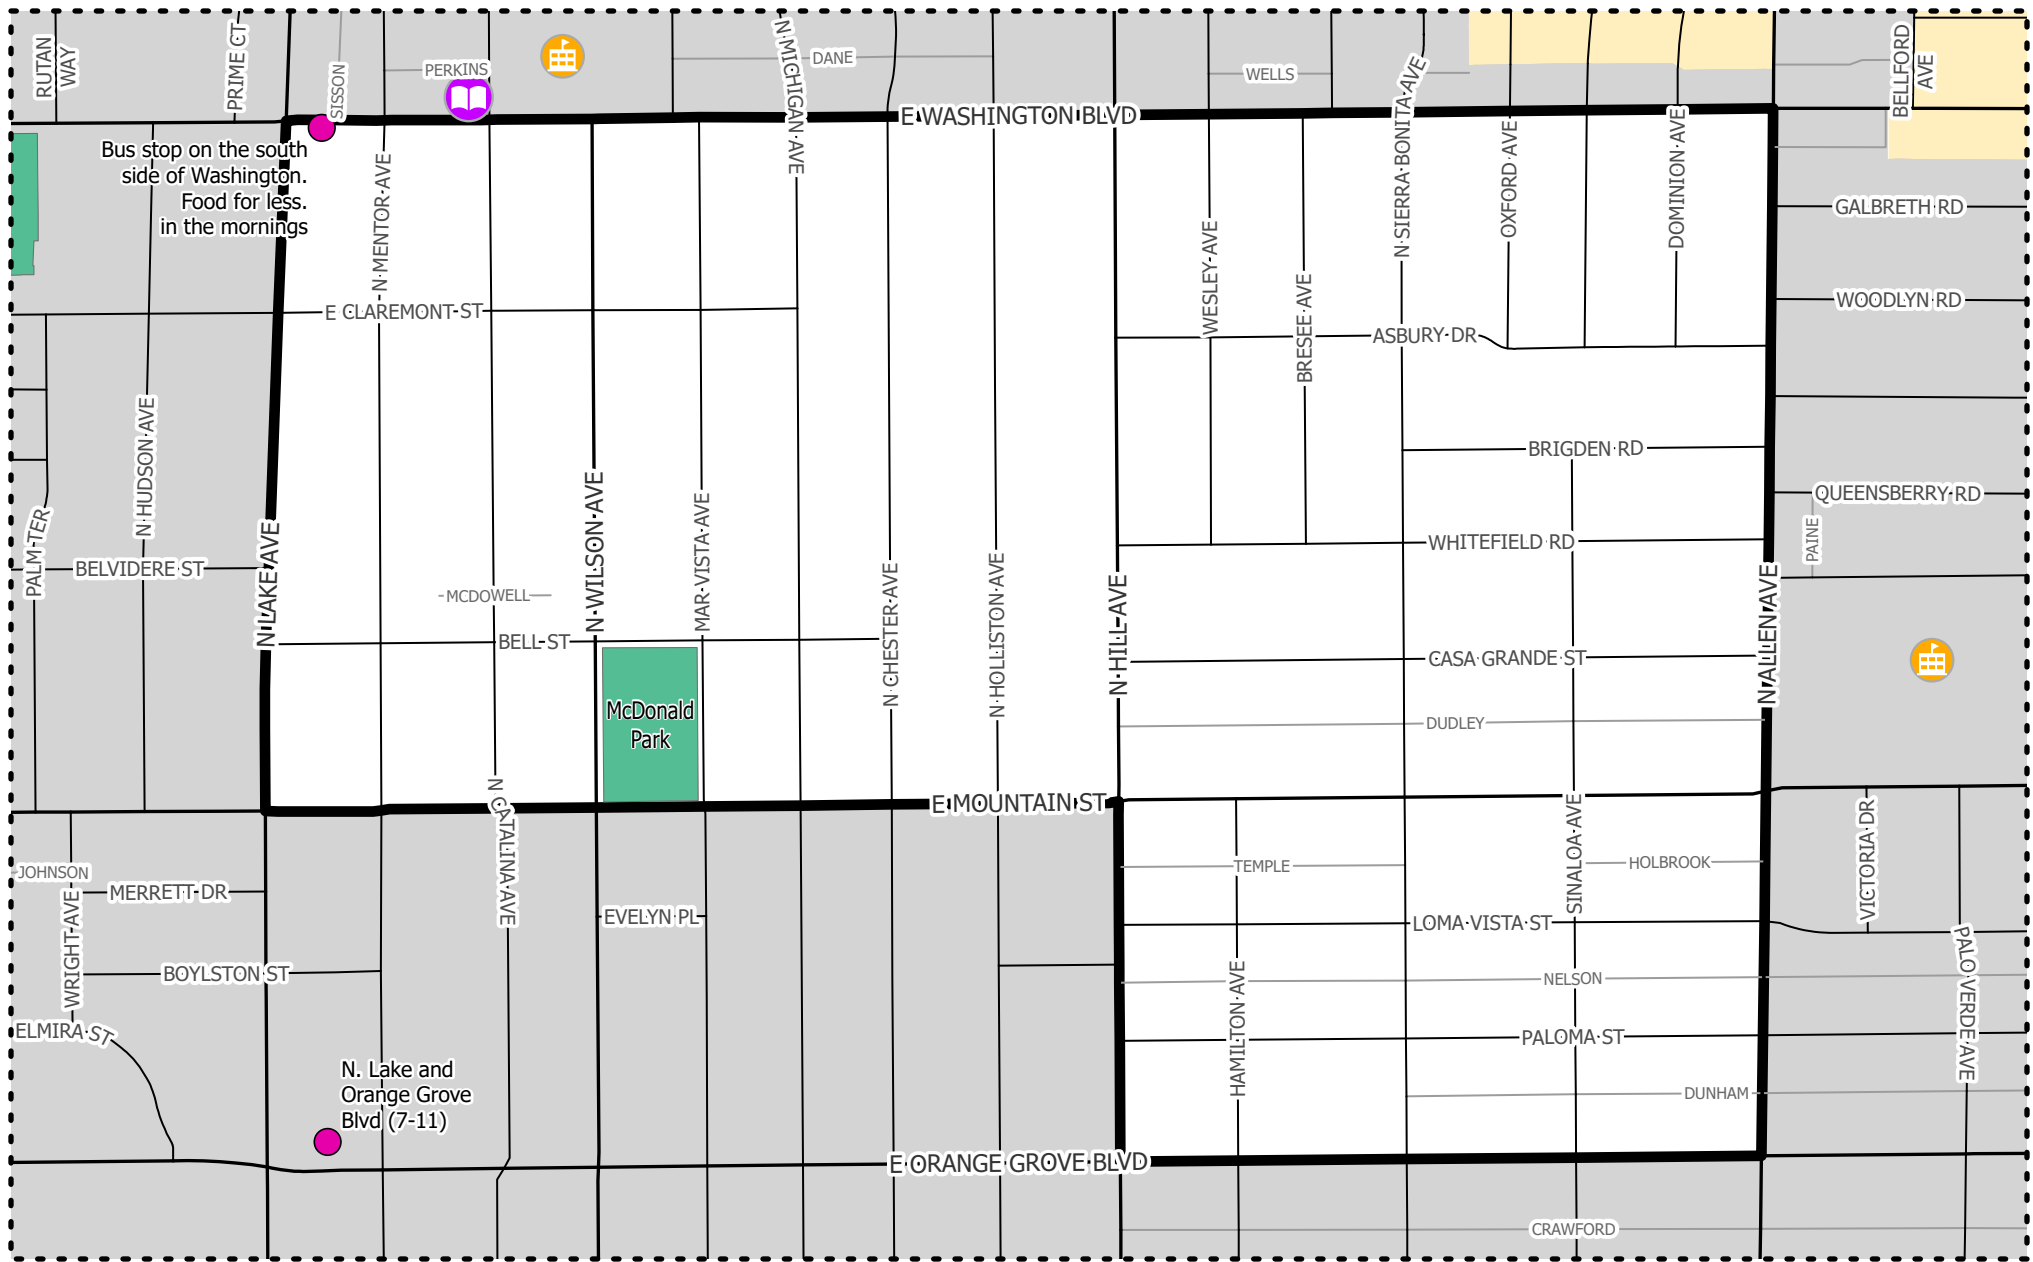 RUTAN
WAY
PRIME CT
SISSON
PERKINS
N MICHIGAN AVE
DANE
WELLS
N SIERRA BONITA AVE
BELLFORD
AVE
E WASHINGTON BLVD
Bus stop on the south
side of Washington.
Food for less.
in the mornings
N MENTOR AVE
OXFORD AVE
DOMINION AVE
GALBRETH RD
WESLEY AVE
BRESEE AVE
WOODLYN RD
E CLAREMONT ST
ASBURY DR
N HUDSON AVE
BRIGDEN RD
QUEENSBERRY RD
PAINE
PALM TER
N LAKE AVE
N WILSON AVE
MAR VISTA AVE
WHITEFIELD RD
BELVIDERE ST
MCDOWELL
N CHESTER AVE
N HOLLISTON AVE
N HILL AVE
N ALLEN AVE
BELL ST
CASA GRANDE ST
McDonald
Park
DUDLEY
N CATALINA AVE
E MOUNTAIN ST
SINALOA AVE
VICTORIA DR
TEMPLE
HOLBROOK
JOHNSON
MERRETT DR
WRIGHT AVE
EVELYN PL
LOMA VISTA ST
PALO VERDE AVE
BOYLSTON ST
HAMILTON AVE
NELSON
ELMIRA ST
PALOMA ST
N. Lake and
Orange Grove
Blvd (7-11)
DUNHAM
E ORANGE GROVE BLVD
CRAWFORD